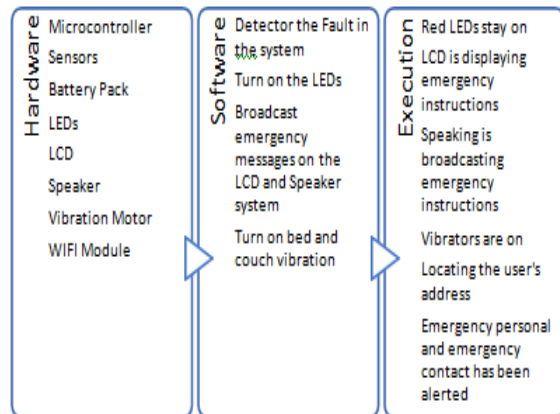 Hardware
Microcontroller
Sensors
Battery Pack
LEDs
LCD
Speaker
Vibration Motor
WIFI Module
Software
Detector the Fault in
the system
Turn on the LEDs
Broadcast
emergency
messages on the
LCD and Speaker
system
Turn on bed and
couch vibration
Execution
Red LEDs stay on
LCD is displaying
emergency
instructions
Speaking is
broadcasting
emergency
instructions
Vibrators are on
Locating the user's
address
Emergency personal
and emergency
contact has been
alerted